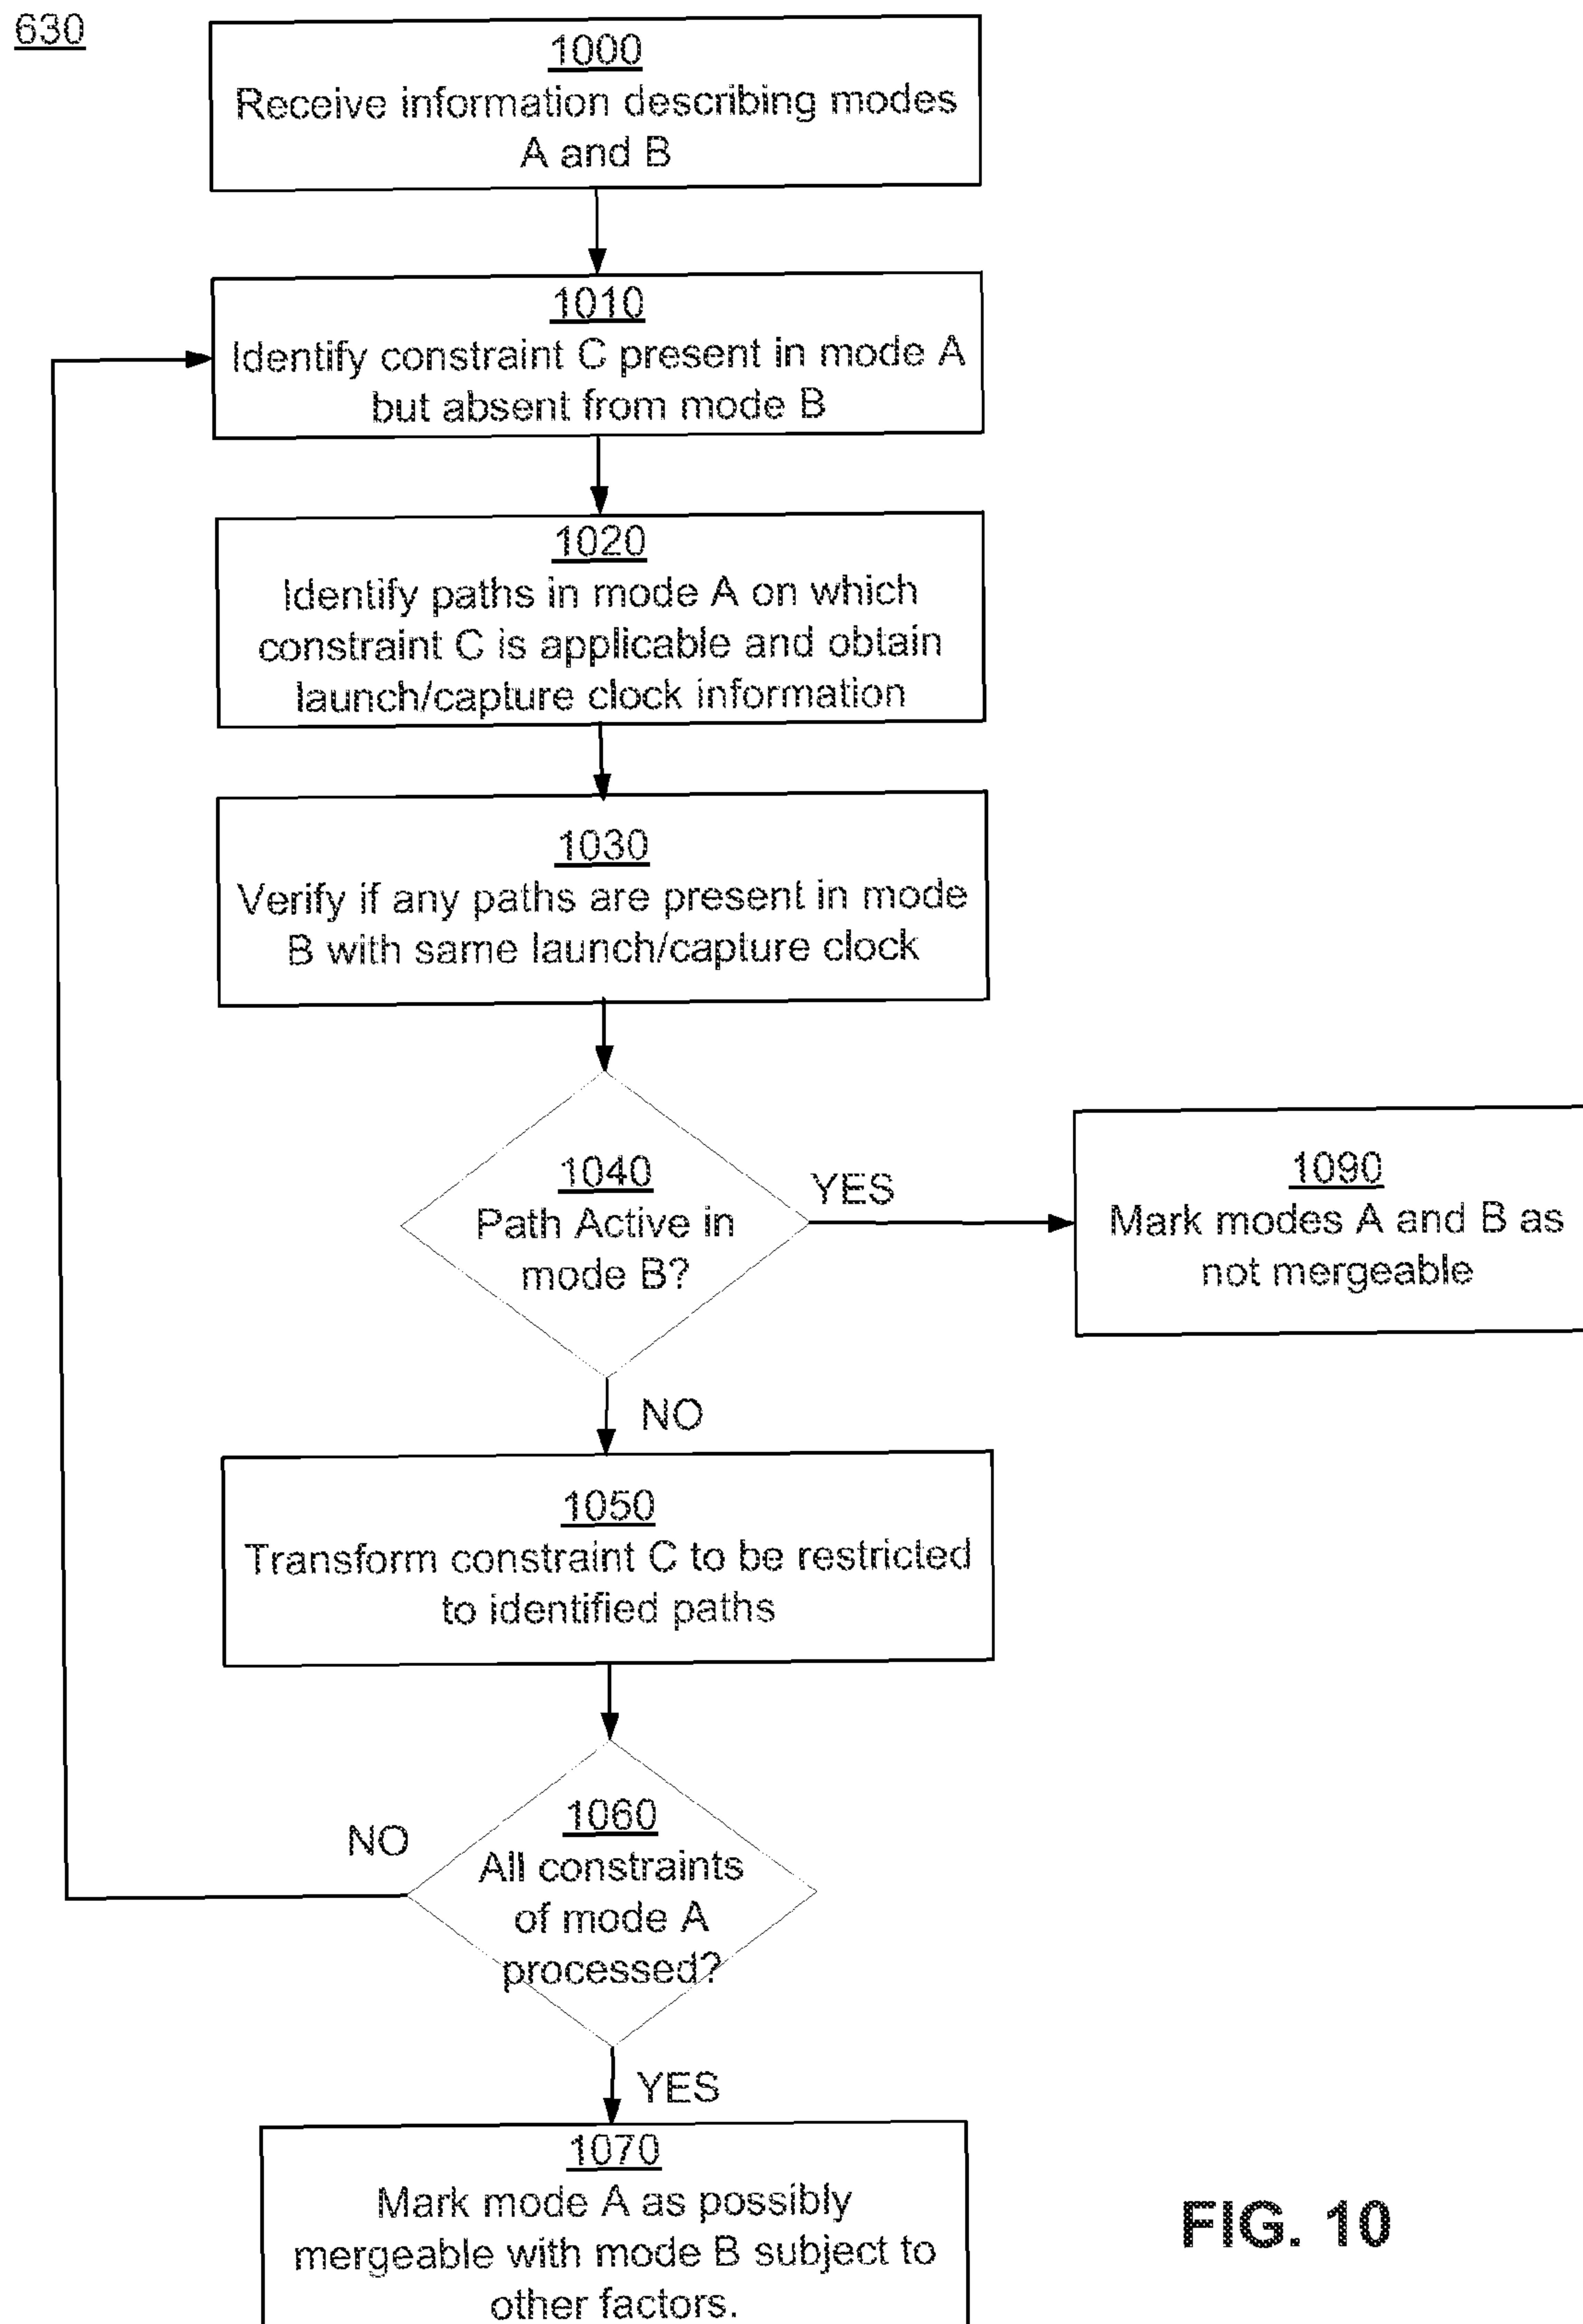 630
1000
Receive information describing modes
A and B
1010
Identify constraint C present in mode A
but absent from mode B
1020
Identify paths in mode A on which
constraint C is applicable and obtain
launch/capture clock information
1030
Verify if any paths are present in mode
B with same launch/capture clock
1040
Path Active in
mode B?
YES
1090
Mark modes A and B as
not mergeable
NO
1050
Transform constraint C to be restricted
to identified paths
1060
All constraints
of mode A
processed?
NO
YES
1070
Mark mode A as possibly
mergeable with mode B subject to
other factors.
FIG. 10